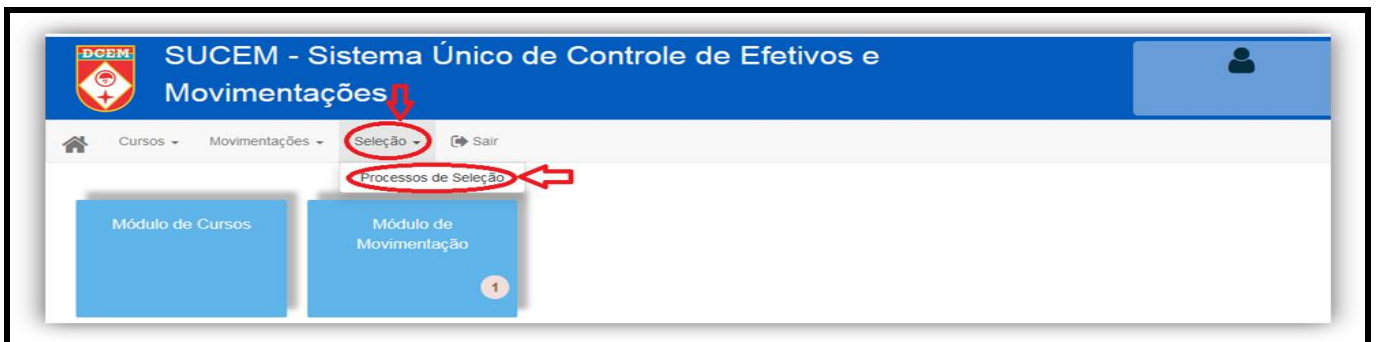 DCEM
SUCEM - Sistema Único de Controle de Efetivos e
Movimentações
Cursos
Movimentações
Seleção
Sair
Processos de Seleção
Módulo de Cursos
Módulo de
Movimentação
1